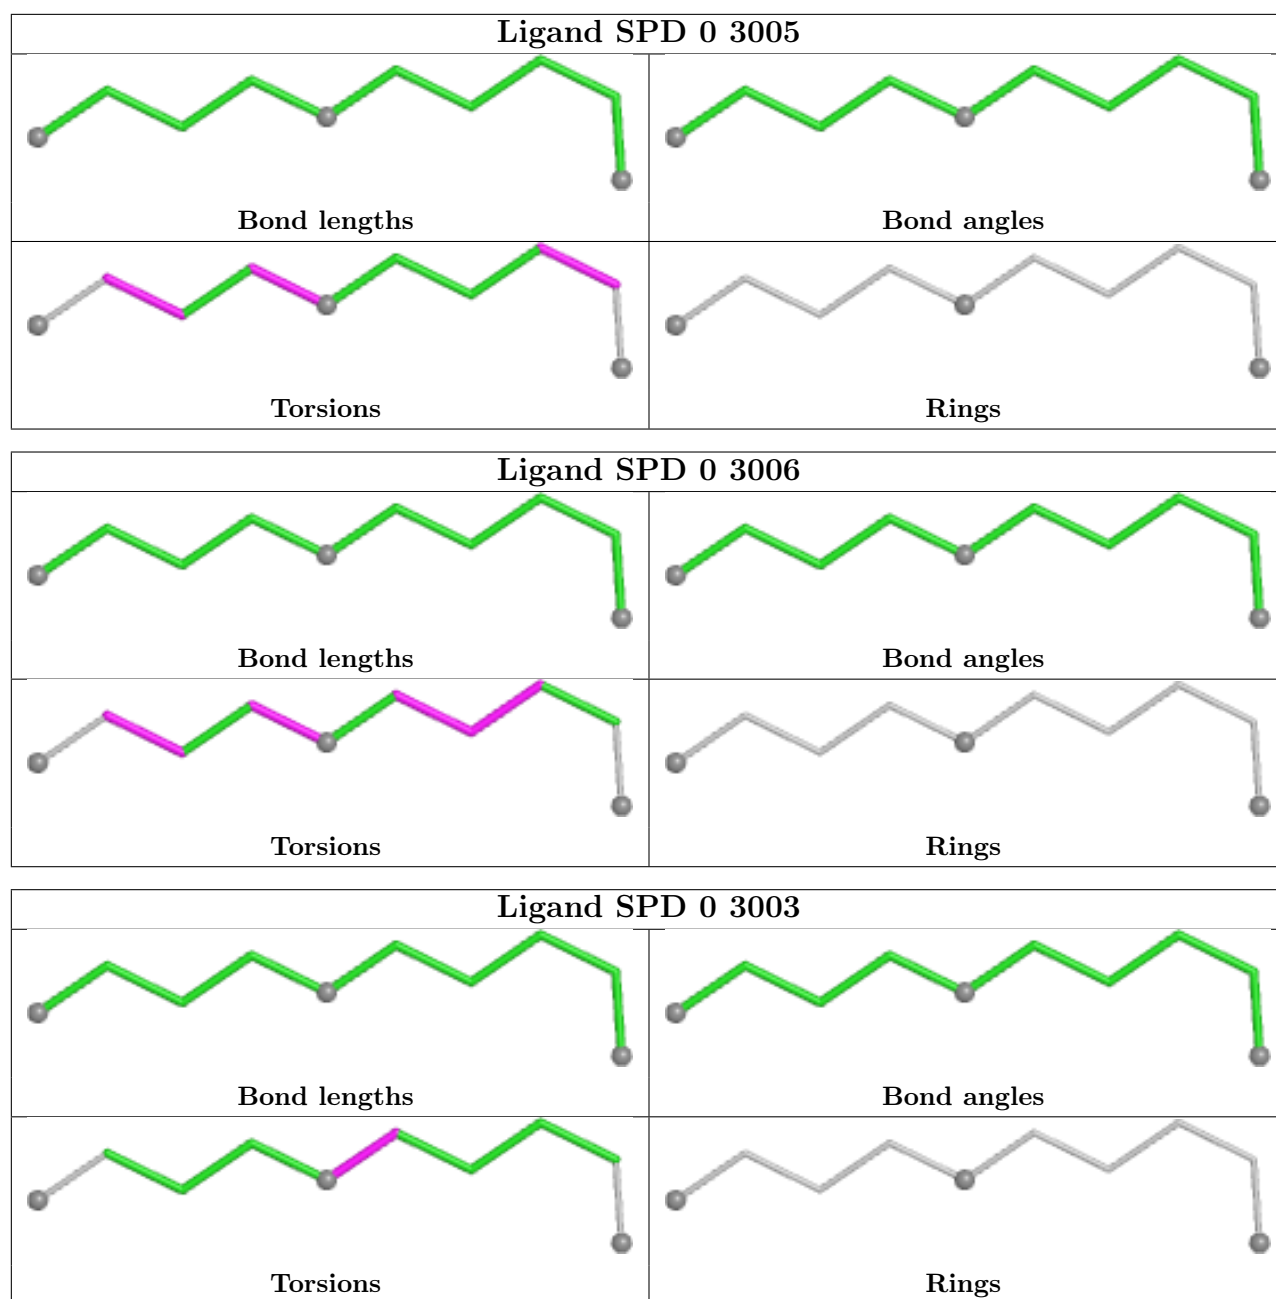 Ligand SPD 0 3005
Bond lengths
Bond angles
Torsions
Rings
Ligand SPD 0 3006
Bond lengths
Bond angles
Torsions
Rings
Ligand SPD 0 3003
Bond lengths
Bond angles
Torsions
Rings